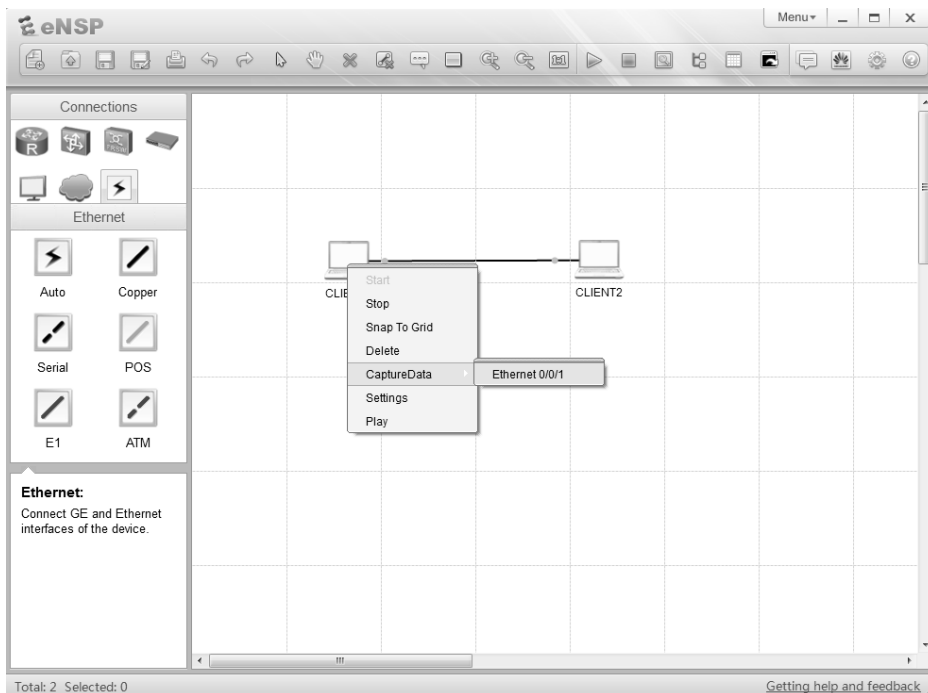 eNSP
Menu
Connections
R
Ethernet
Auto
Copper
Serial
POS
E1
ATM
Ethernet:
Connect GE and Ethernet
interfaces of the device.
CLIE
CLIENT2
Start
Stop
Snap To Grid
Delete
CaptureData
Ethernet 0/0/1
Settings
Play
Total: 2 Selected: 0
Getting help and feedback